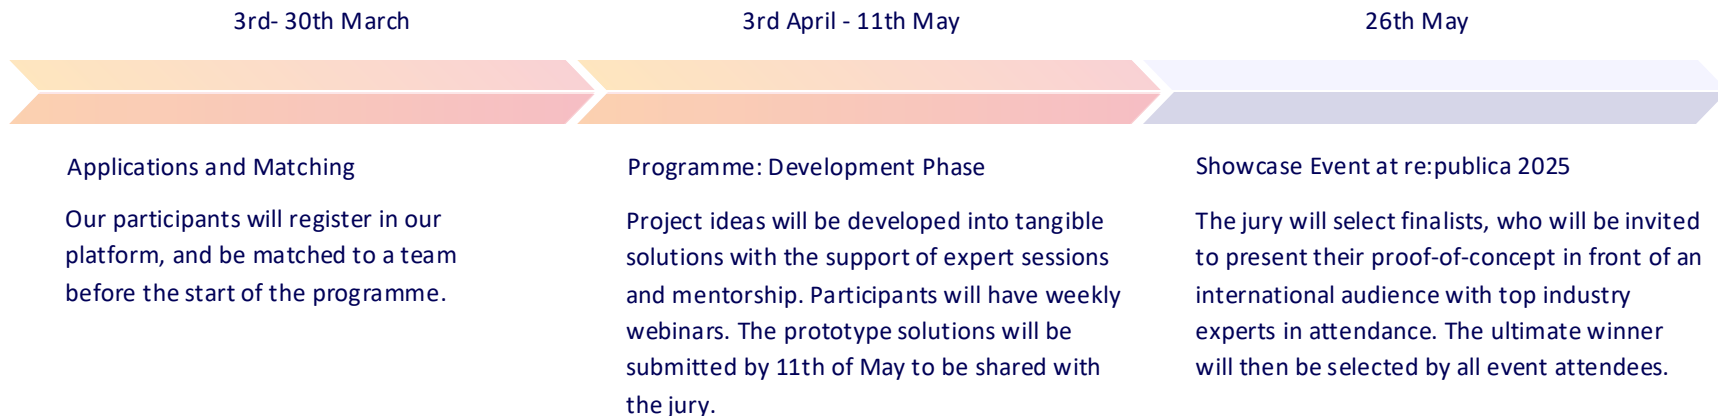 3rd- 30th March
3rd April - 11th May
26th May
Applications and Matching
Our participants will register in our
platform, and be matched to a team
before the start of the programme.
Programme: Development Phase
Project ideas will be developed into tangible
solutions with the support of expert sessions
and mentorship. Participants will have weekly
webinars. The prototype solutions will be
submitted by 11th of May to be shared with
the jury.
Showcase Event at re:publica 2025
The jury will select finalists, who will be invited
to present their proof-of-concept in front of an
international audience with top industry
experts in attendance. The ultimate winner
will then be selected by all event attendees.